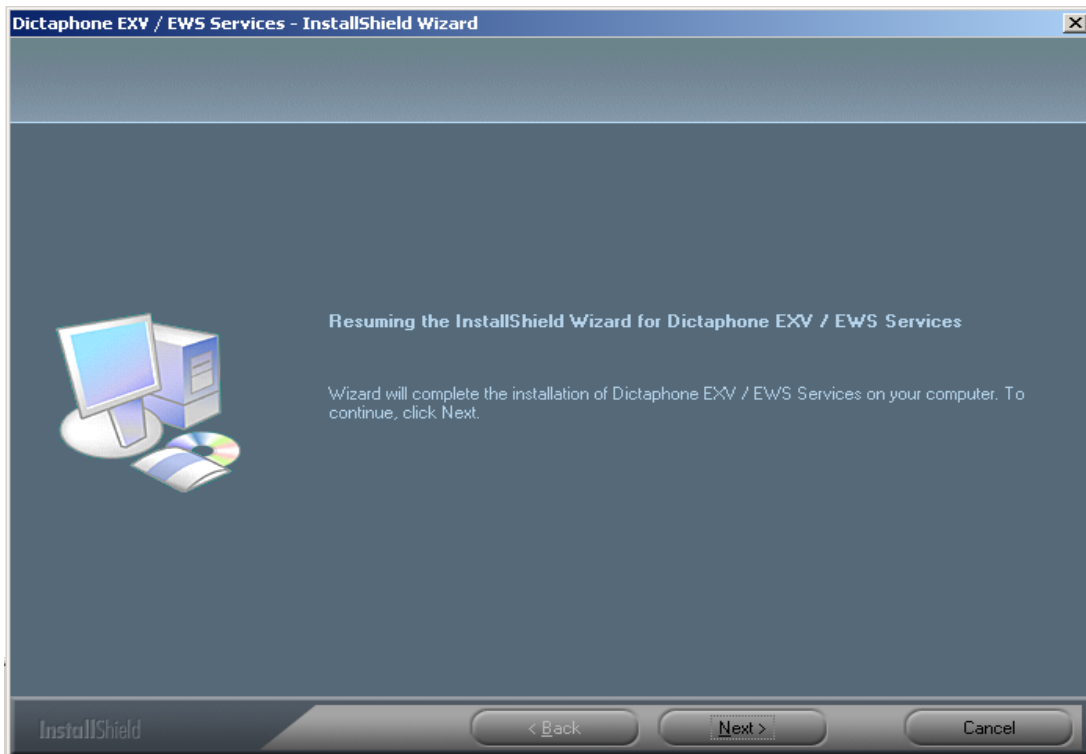 Dictaphone EXV / EWS Services - InstallShield Wizard
Resuming the InstallShield Wizard for Dictaphone EXV / EWS Services
Wizard will complete the installation of Dictaphone EXV / EWS Services on your computer. To
continue, click Next.
InstallShield
< Back
Next >
Cancel